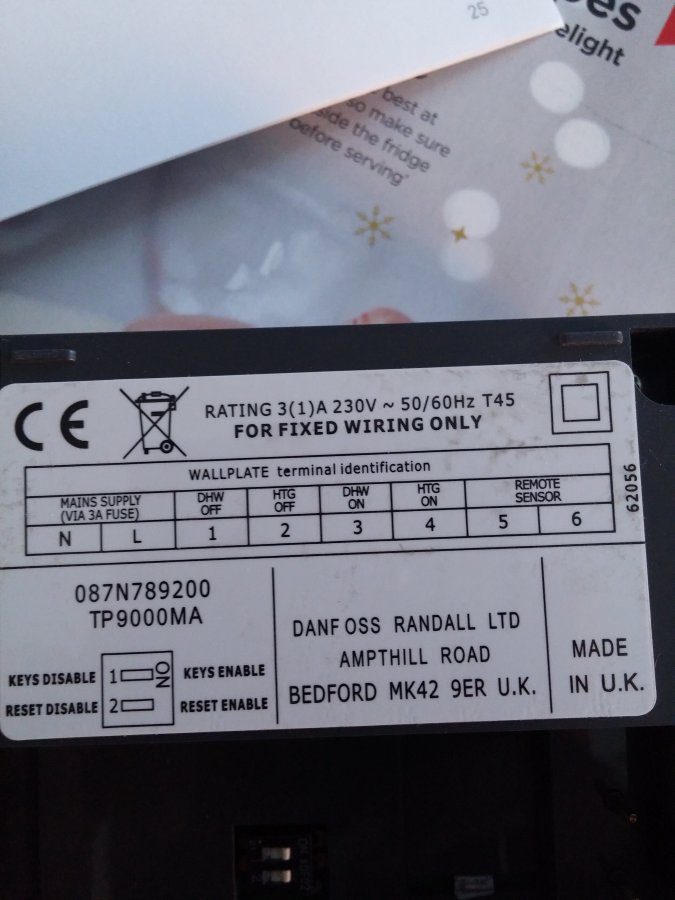 25
es
elight
best at
so make sure
side the fridge
before serving"
CE
RATING 3(1)A 230V ~ 50/60Hz T45
FOR FIXED WIRING ONLY
WALLPLATE terminal identification
MAINS SUPPLY
(VIA 3A FUSE)
DHW
OFF
HTG
OFF
DHW
ON
HTG
ON
REMOTE
SENSOR
N L 1 2 3 4 5 6
62056
087N789200
TP9000MA
KEYS DISABLE 1 ON KEYS ENABLE
RESET DISABLE 2 RESET ENABLE
DANFOSS RANDALL LTD
AMPTHILL ROAD
BEDFORD MK42 9ER U.K.
MADE
IN U.K.